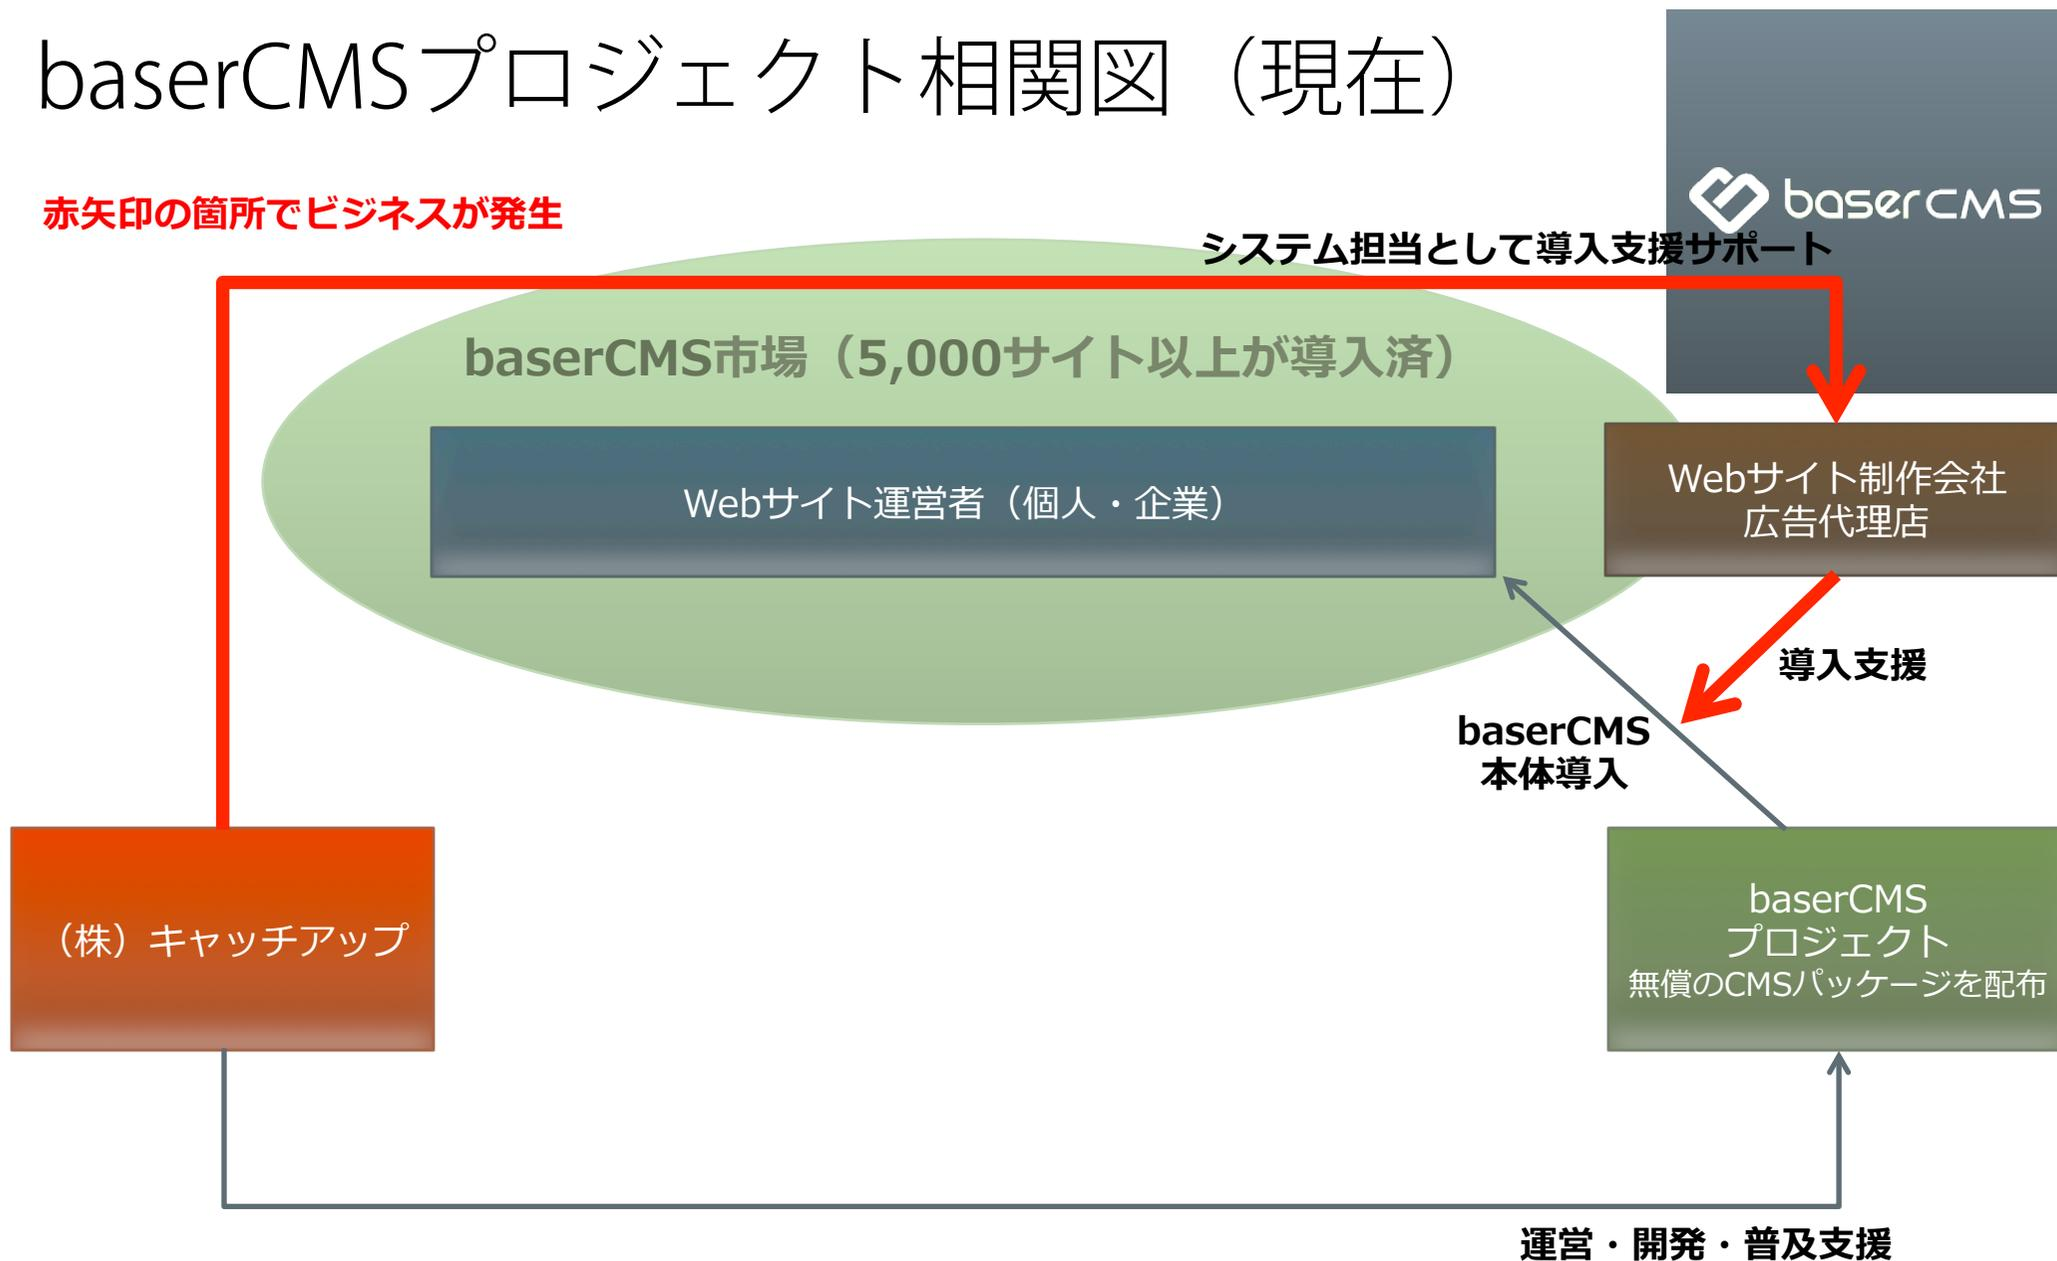 baserCMSプロジェクト相関図（現在）
baserCMS
赤矢印の箇所でビジネスが発生
システム担当として導入支援サポート
baserCMS市場（5,000サイト以上が導入済）
Webサイト運営者（個人・企業）
Webサイト制作会社
広告代理店
導入支援
baserCMS
本体導入
（株）キャッチアップ
baserCMS
プロジェクト
無償のCMSパッケージを配布
運営・開発・普及支援